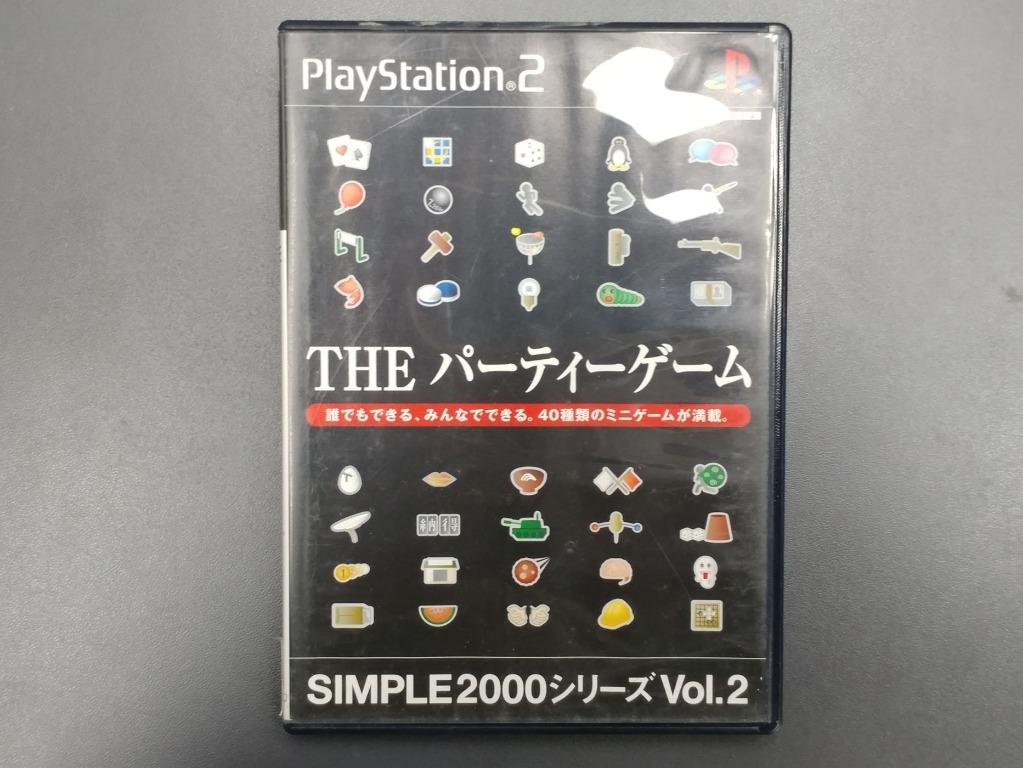 PlayStation®2
THE パーティーゲーム
誰でもできる、みんなでできる。40種類のミニゲームが満載。
納得
SIMPLE2000シリーズ Vol.2